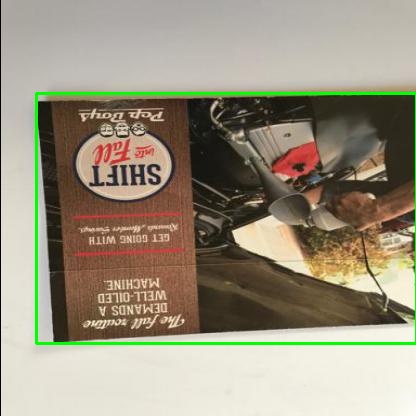 The fall routine
DEMANDS A
WELL-OILED
MACHINE
GET GOING WITH
Rewards Member Savings
SHIFT
into Fall
Pep Boys